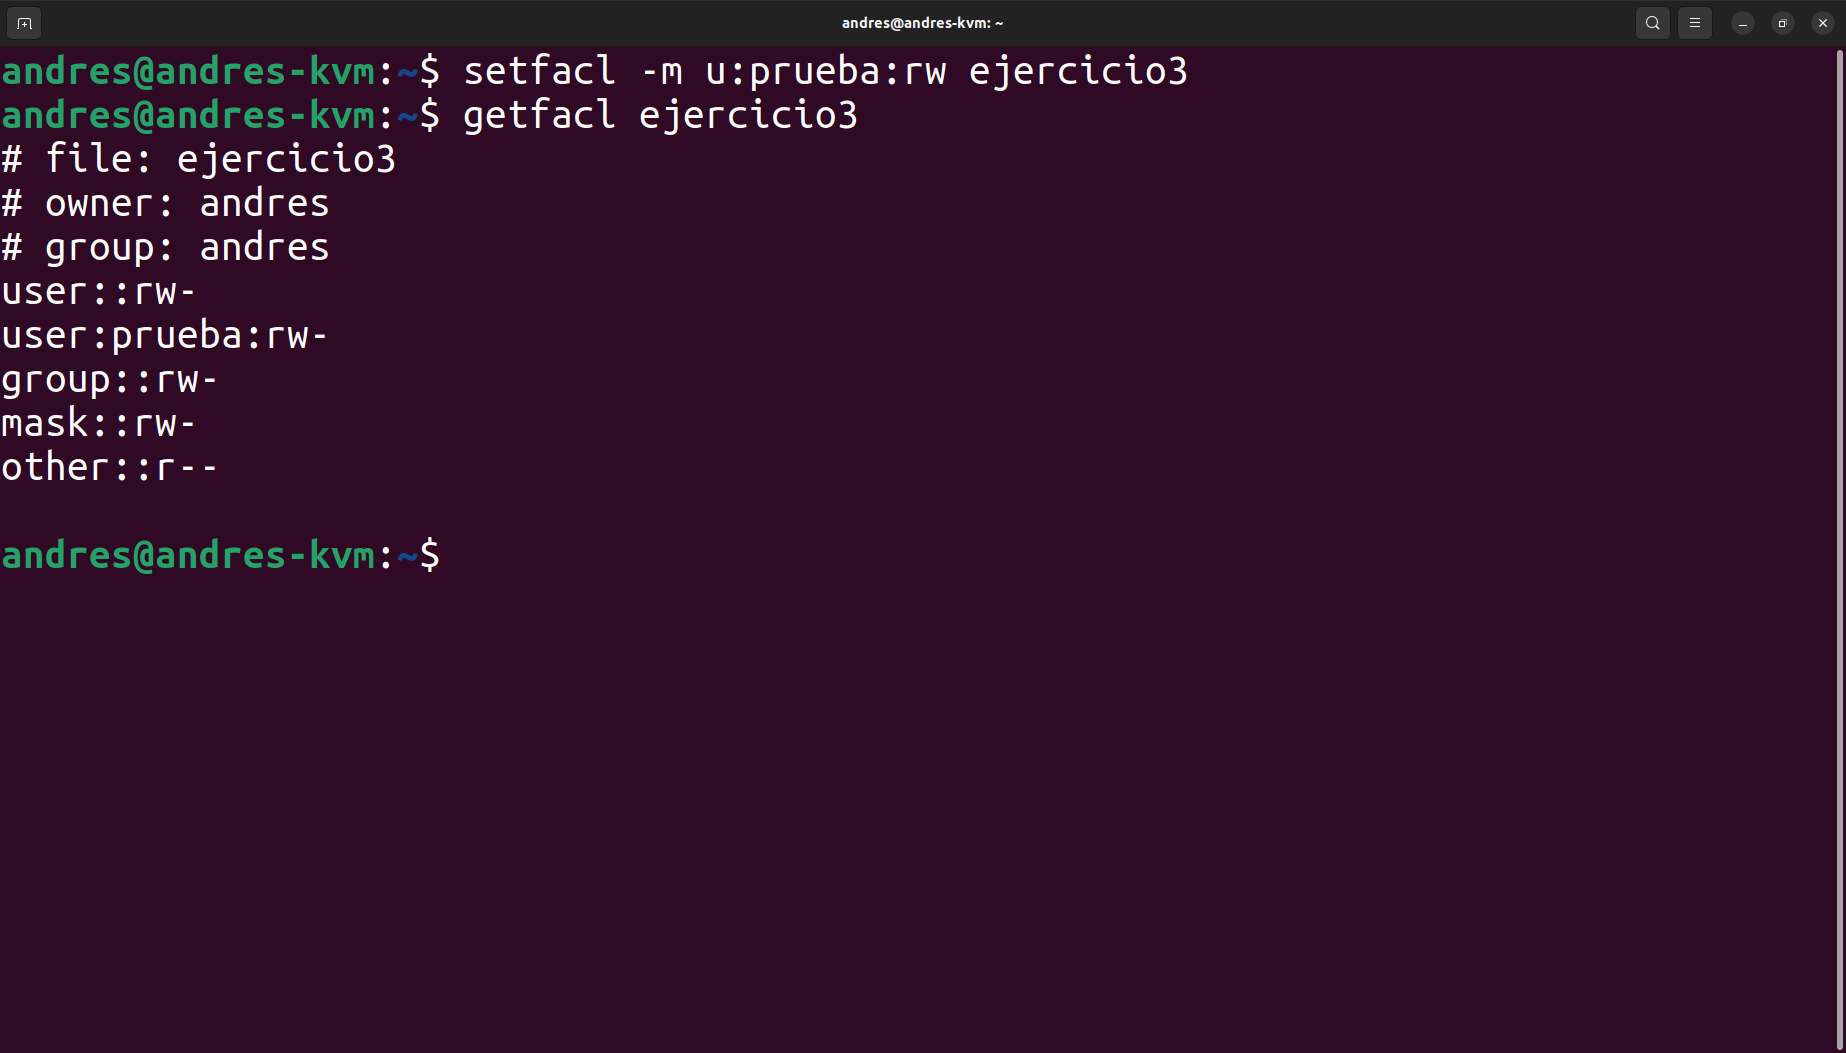 andres@andres-kvm: ~
andres@andres-kvm:~$ setfacl -m u:prueba:rw ejercicio3
andres@andres-kvm:~$ getfacl ejercicio3
# file: ejercicio3
# owner: andres
# group: andres
user::rw-
user:prueba:rw-
group::rw-
mask::rw-
other::r--
andres@andres-kvm:~$